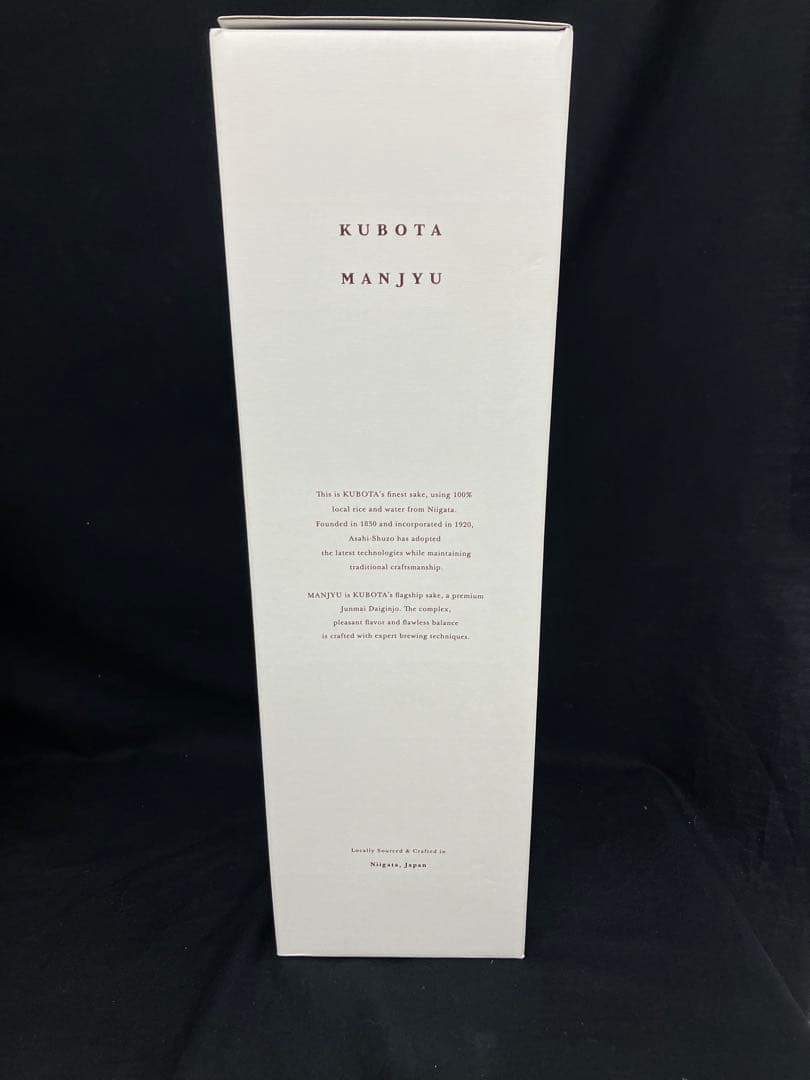 KUBOTA
MANJYU
This is KUBOTA's finest sake, using 100%
local rice and water from Niigata.
Founded in 1830 and incorporated in 1920,
Asahi-Shuzo has adopted
the latest technologies while maintaining
traditional craftsmanship.
MANJYU is KUBOTA's flagship sake, a premium
Junmai Daiginjo. The complex,
pleasant flavor and flawless balance
is crafted with expert brewing techniques.
Locally Sourced & Crafted in
Niigata, Japan